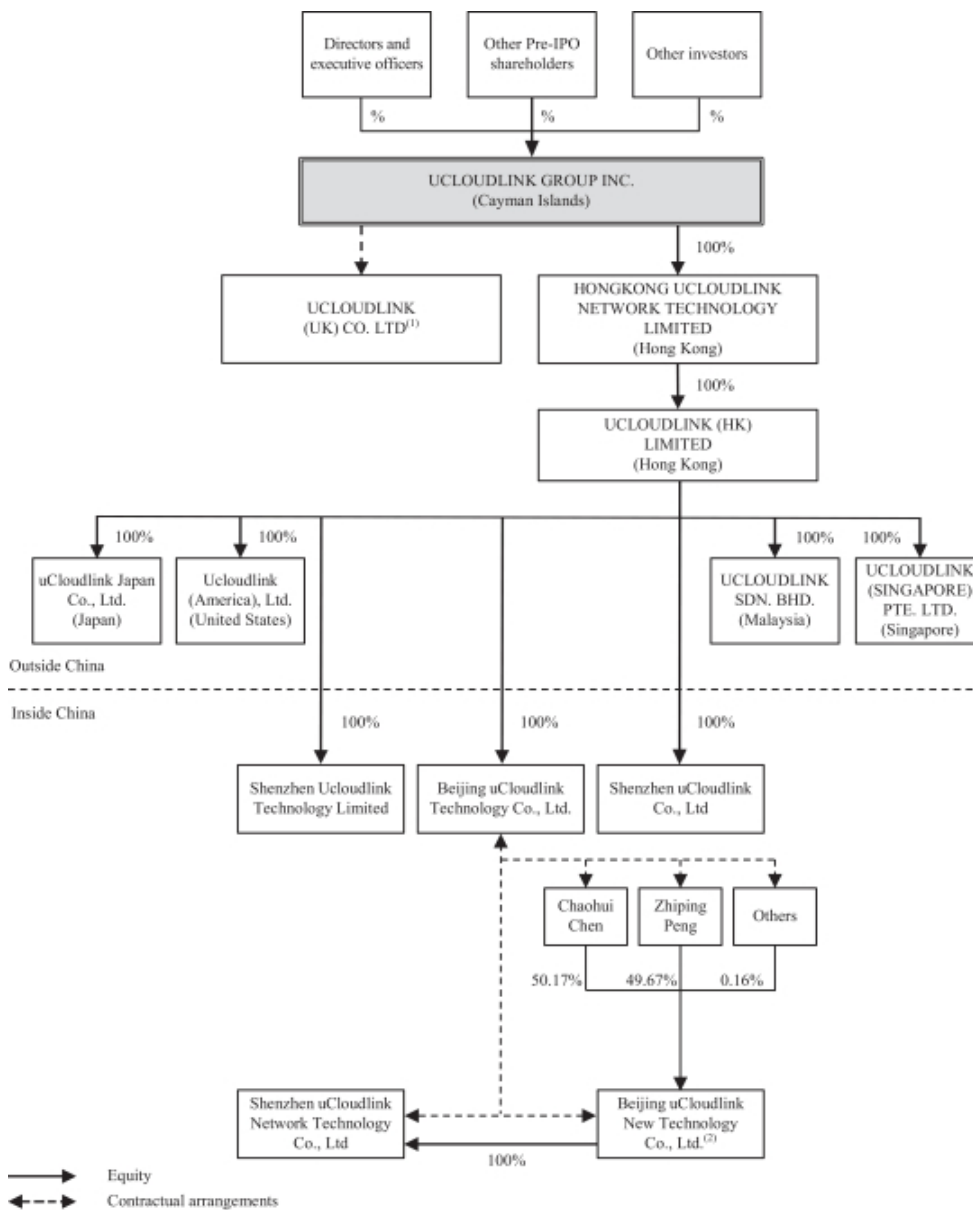 Directors and
executive officers
Other Pre-IPO
shareholders
Other investors
%
%
%
UCLOUDLINK GROUP INC.
(Cayman Islands)
100%
UCLOUDLINK
(UK) CO. LTD(1)
HONGKONG UCLOUDLINK
NETWORK TECHNOLOGY
LIMITED
(Hong Kong)
100%
UCLOUDLINK (HK)
LIMITED
(Hong Kong)
100%
100%
100%
100%
uCloudlink Japan
Co., Ltd.
(Japan)
Ucloudlink
(America), Ltd.
(United States)
UCLOUDLINK
SDN. BHD.
(Malaysia)
UCLOUDLINK
(SINGAPORE)
PTE. LTD.
(Singapore)
Outside China
Inside China
100%
100%
100%
Shenzhen Ucloudlink
Technology Limited
Beijing uCloudlink
Technology Co., Ltd.
Shenzhen uCloudlink
Co., Ltd
Chaohui
Chen
Zhiping
Peng
Others
50.17%
49.67%
0.16%
Shenzhen uCloudlink
Network Technology
Co., Ltd
Beijing uCloudlink
New Technology
Co., Ltd.(2)
100%
Equity
Contractual arrangements